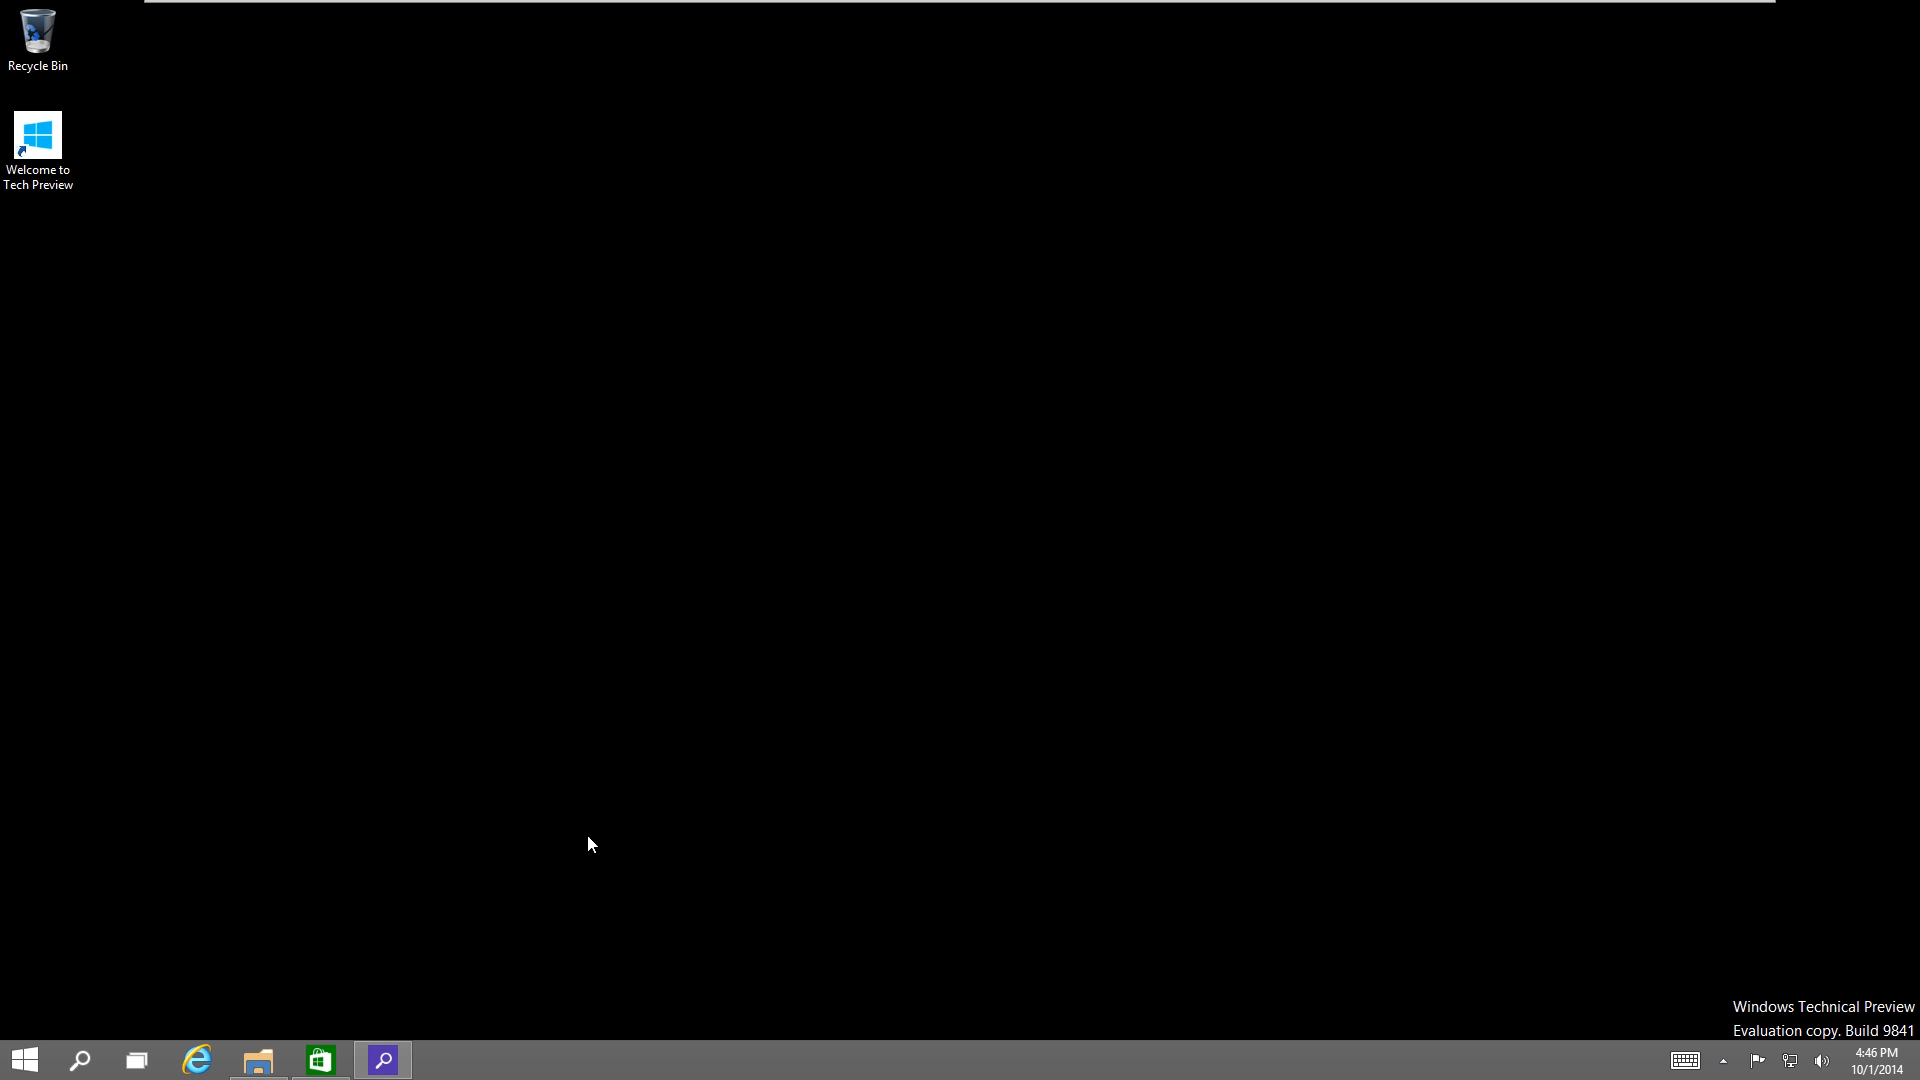 Recycle Bin
Welcome to
Tech Preview
Windows Technical Preview
Evaluation copy. Build 9841
4:46 PM
10/1/2014